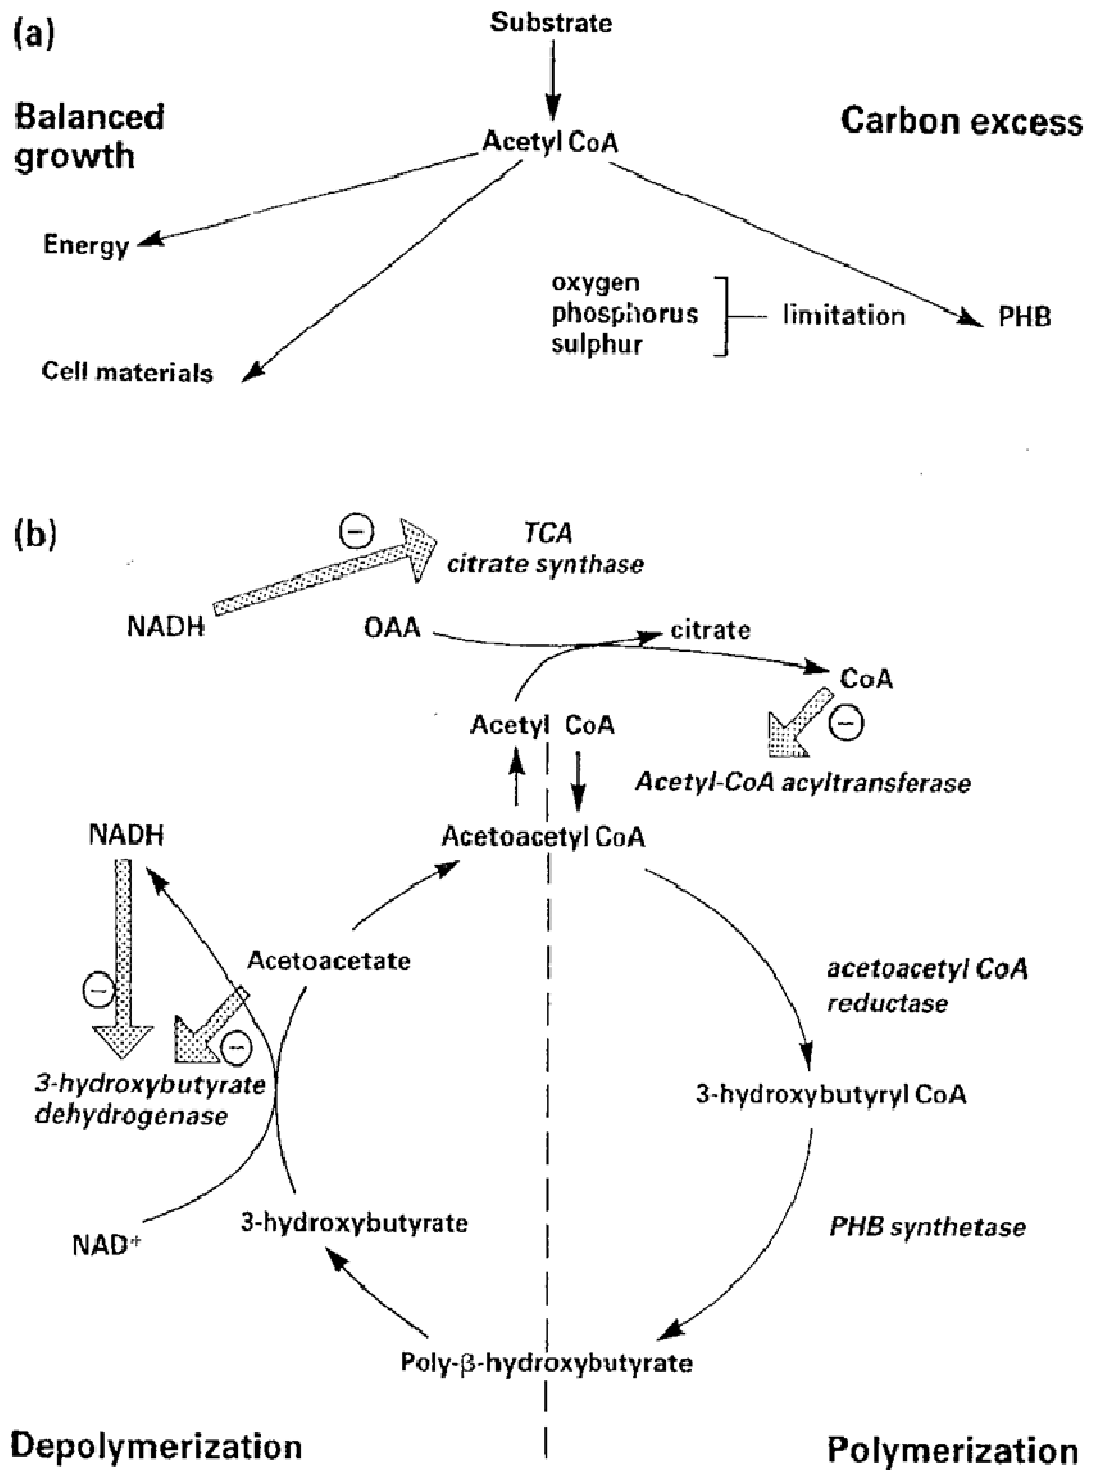 (a)
Substrate
Balanced
growth
Carbon excess
Acetyl CoA
Energy
oxygen
phosphorus
sulphur
limitation
PHB
Cell materials
(b)
−
TCA
citrate synthase
NADH
OAA
citrate
CoA
−
Acetyl CoA
Acetyl-CoA acyltransferase
NADH
Acetoacetyl CoA
Acetoacetate
acetoacetyl CoA
reductase
−
−
3-hydroxybutyrate
dehydrogenase
3-hydroxybutyryl CoA
3-hydroxybutyrate
PHB synthetase
NAD⁺
Poly-β-hydroxybutyrate
Depolymerization
Polymerization